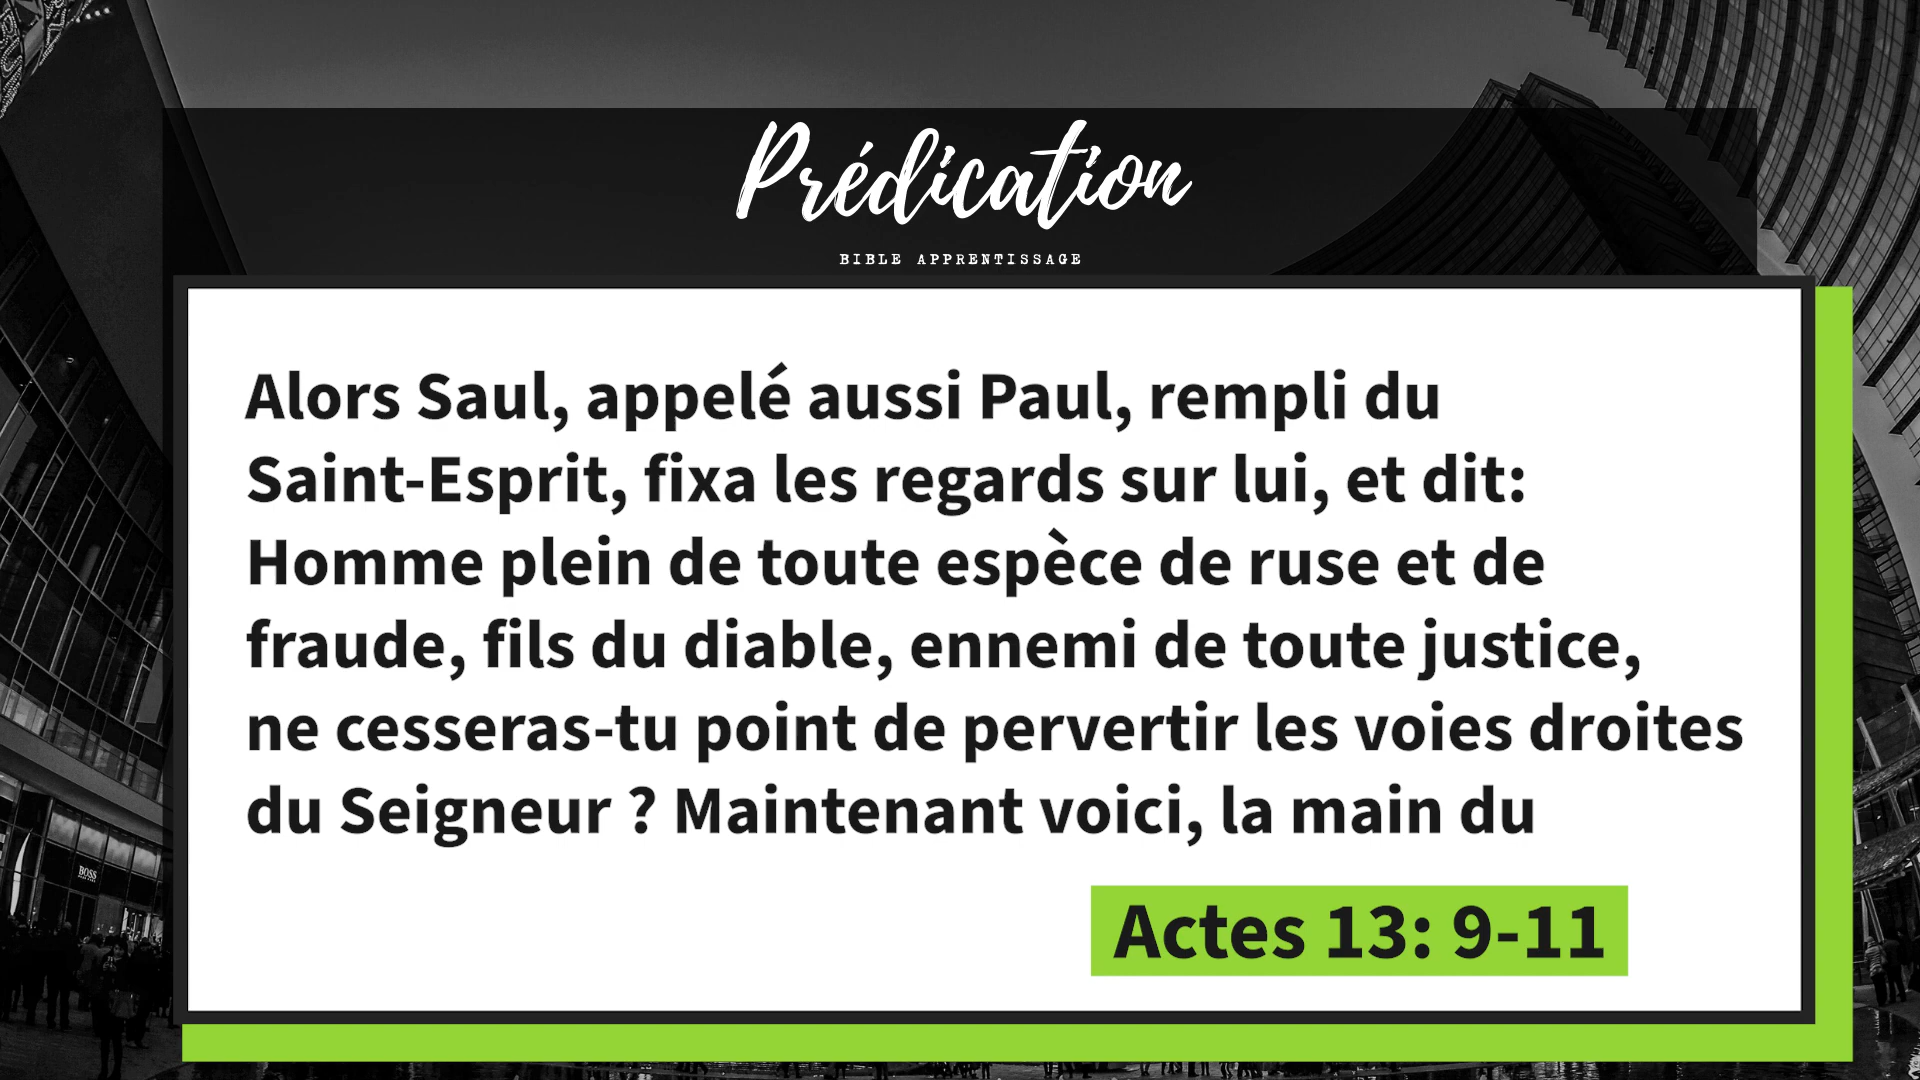 Prédication
BIBLE APPRENTISSAGE
Alors Saul, appelé aussi Paul, rempli du
Saint-Esprit, fixa les regards sur lui, et dit:
Homme plein de toute espèce de ruse et de
fraude, fils du diable, ennemi de toute justice,
ne cesseras-tu point de pervertir les voies droites
du Seigneur ? Maintenant voici, la main du
BOSS
Actes 13: 9-11